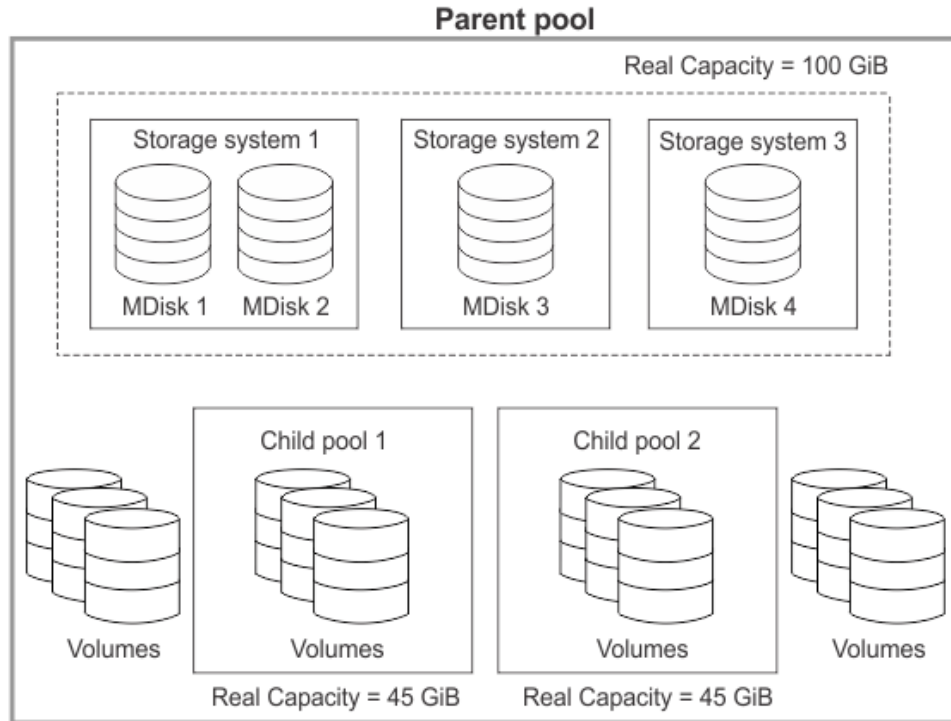 Parent pool
Real Capacity = 100 GiB
Storage system 1
Storage system 2
Storage system 3
MDisk 1
MDisk 2
MDisk 3
MDisk 4
Child pool 1
Child pool 2
Volumes
Volumes
Volumes
Volumes
Real Capacity = 45 GiB
Real Capacity = 45 GiB